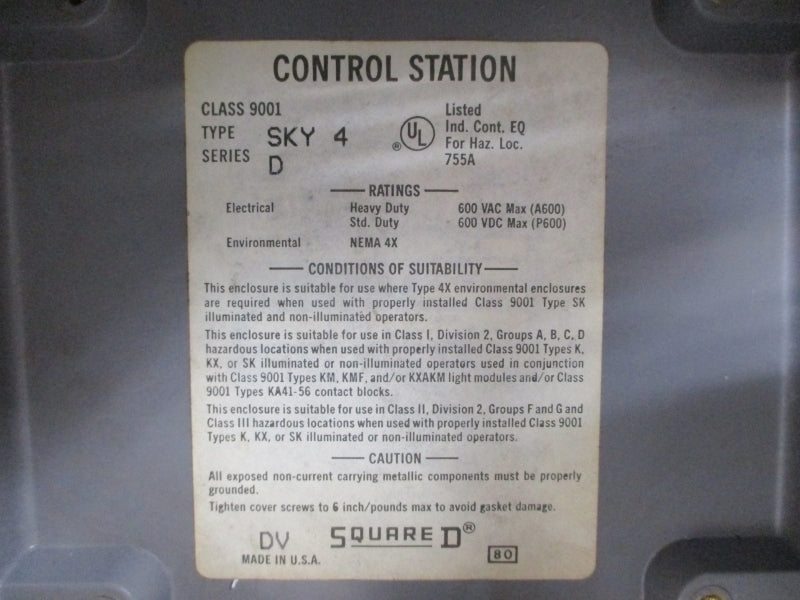 CONTROL STATION
CLASS 9001
TYPE SKY 4
SERIES D
® UL
Listed
Ind. Cont. EQ
For Haz. Loc.
755A
RATINGS
Electrical Heavy Duty 600 VAC Max (A600)
Std. Duty 600 VDC Max (P600)
Environmental NEMA 4X
CONDITIONS OF SUITABILITY
This enclosure is suitable for use where Type 4X environmental enclosures
are required when used with properly installed Class 9001 Type SK
illuminated and non-illuminated operators.
This enclosure is suitable for use in Class I, Division 2, Groups A, B, C, D
hazardous locations when used with properly installed Class 9001 Types K,
KX, or SK illuminated or non-illuminated operators used in conjunction
with Class 9001 Types KM, KMF, and/or KXAKM light modules and/or Class
9001 Types KA41-56 contact blocks.
This enclosure is suitable for use in Class II, Division 2, Groups F and G and
Class III hazardous locations when used with properly installed Class 9001
Types K, KX, or SK illuminated or non-illuminated operators.
CAUTION
All exposed non-current carrying metallic components must be properly
grounded.
Tighten cover screws to 6 inch/pounds max to avoid gasket damage.
DV SQUARE D®
MADE IN U.S.A. 80